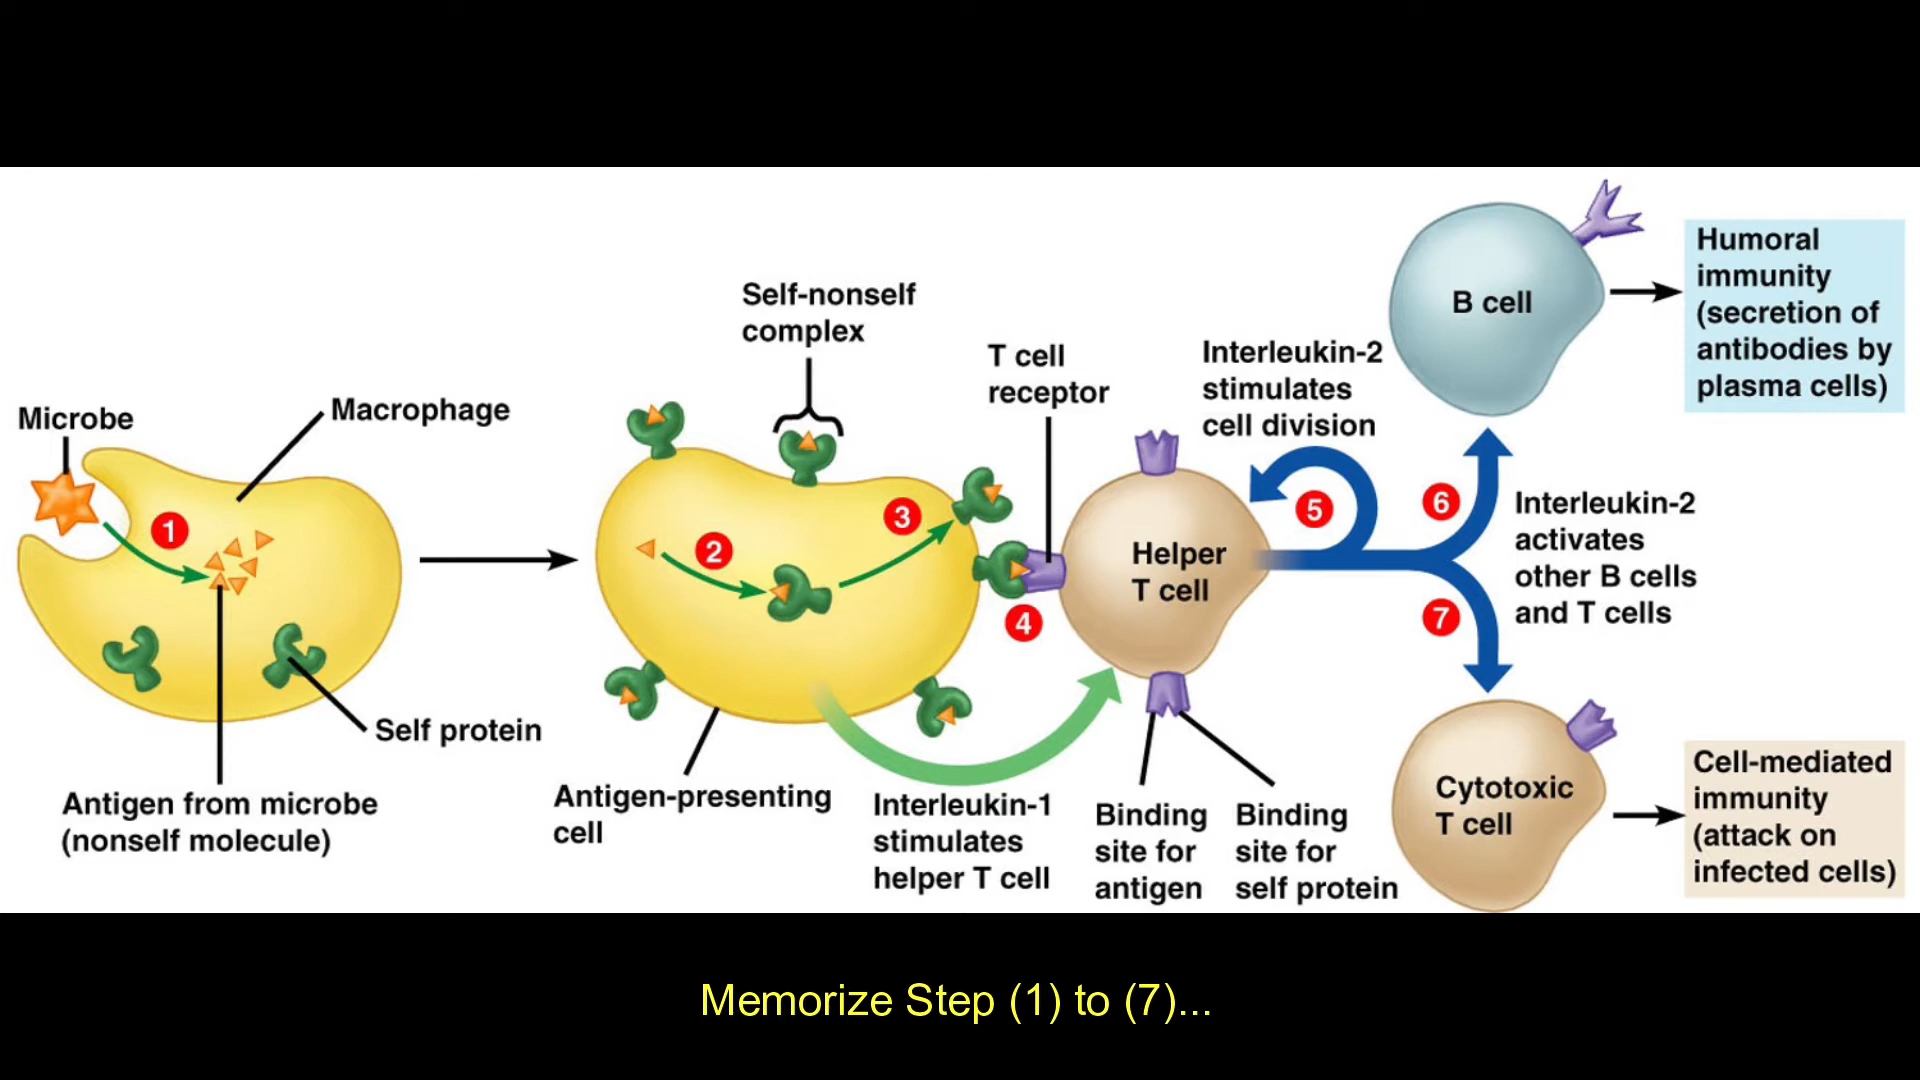 Microbe
Macrophage
1
Self protein
Antigen from microbe
(nonself molecule)
Self-nonself
complex
2
3
Antigen-presenting
cell
Interleukin-1
stimulates
helper T cell
T cell
receptor
4
Helper
T cell
Binding
site for
antigen
Binding
site for
self protein
Interleukin-2
stimulates
cell division
5
6
7
Interleukin-2
activates
other B cells
and T cells
B cell
Humoral
immunity
(secretion of
antibodies by
plasma cells)
Cytotoxic
T cell
Cell-mediated
immunity
(attack on
infected cells)
Memorize Step (1) to (7)...